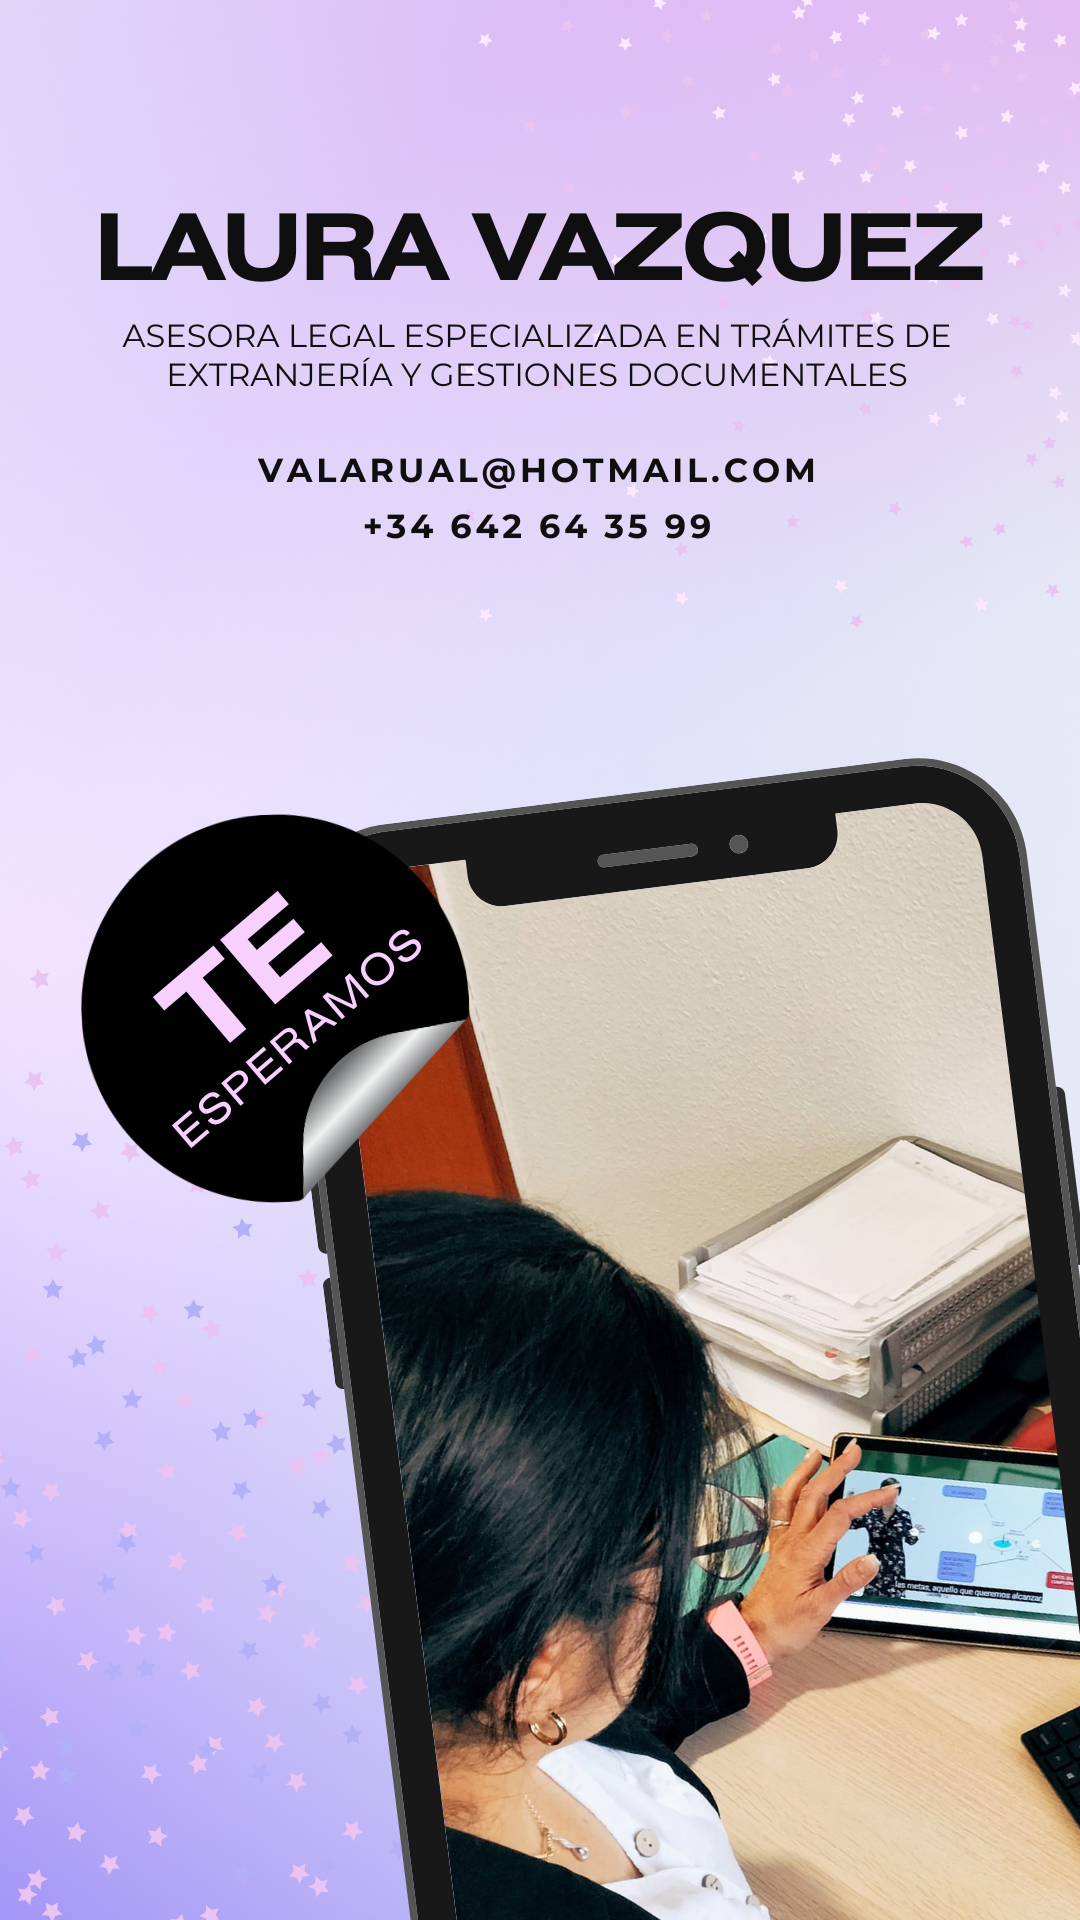 LAURA VAZQUEZ
ASESORA LEGAL ESPECIALIZADA EN TRÁMITES DE
EXTRANJERÍA Y GESTIONES DOCUMENTALES
VALARUAL@HOTMAIL.COM
+34 642 64 35 99
TE
ESPERAMOS
las metas, aquello que queremos alcanzar,